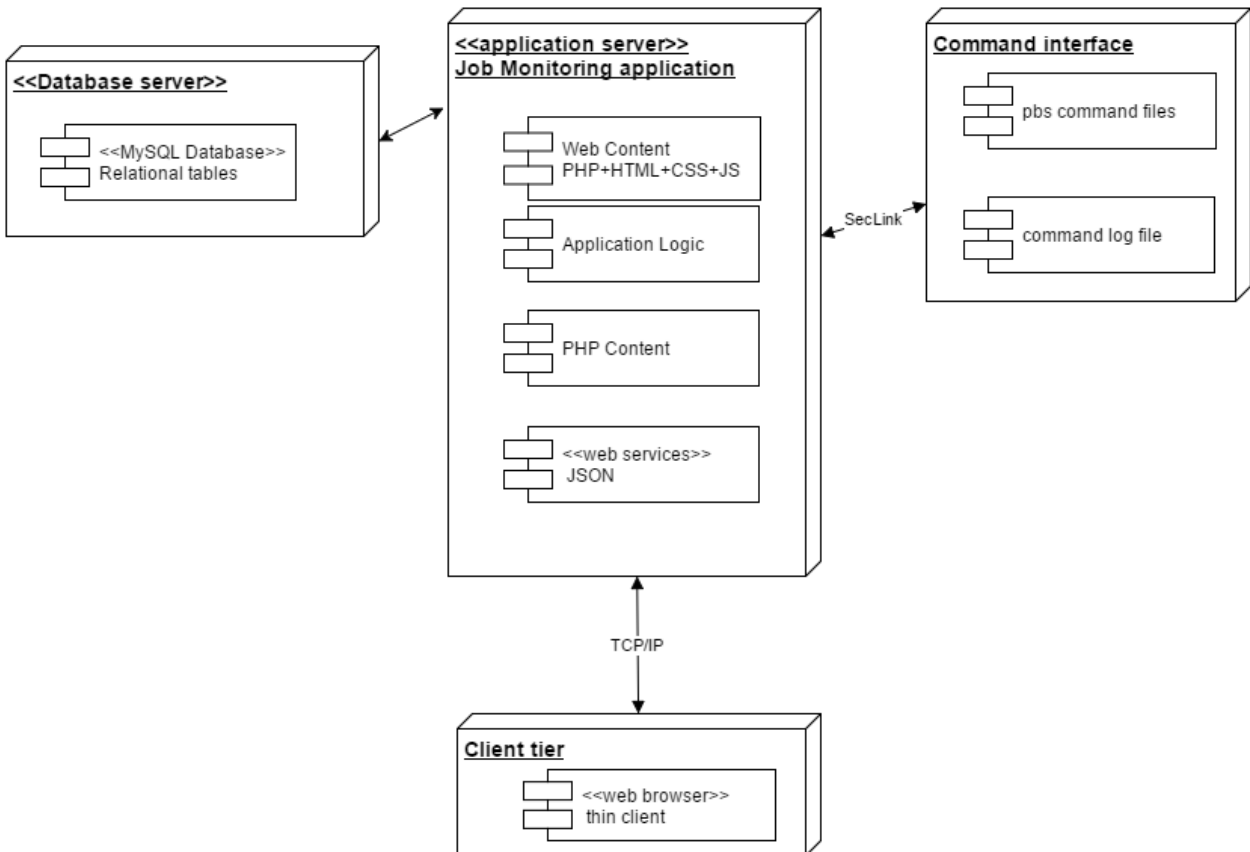 <<Database server>>
<<MySQL Database>>
Relational tables
<<application server>>
Job Monitoring application
Web Content
PHP+HTML+CSS+JS
Application Logic
PHP Content
<<web services>>
JSON
SecLink
Command interface
pbs command files
command log file
TCP/IP
Client tier
<<web browser>>
thin client